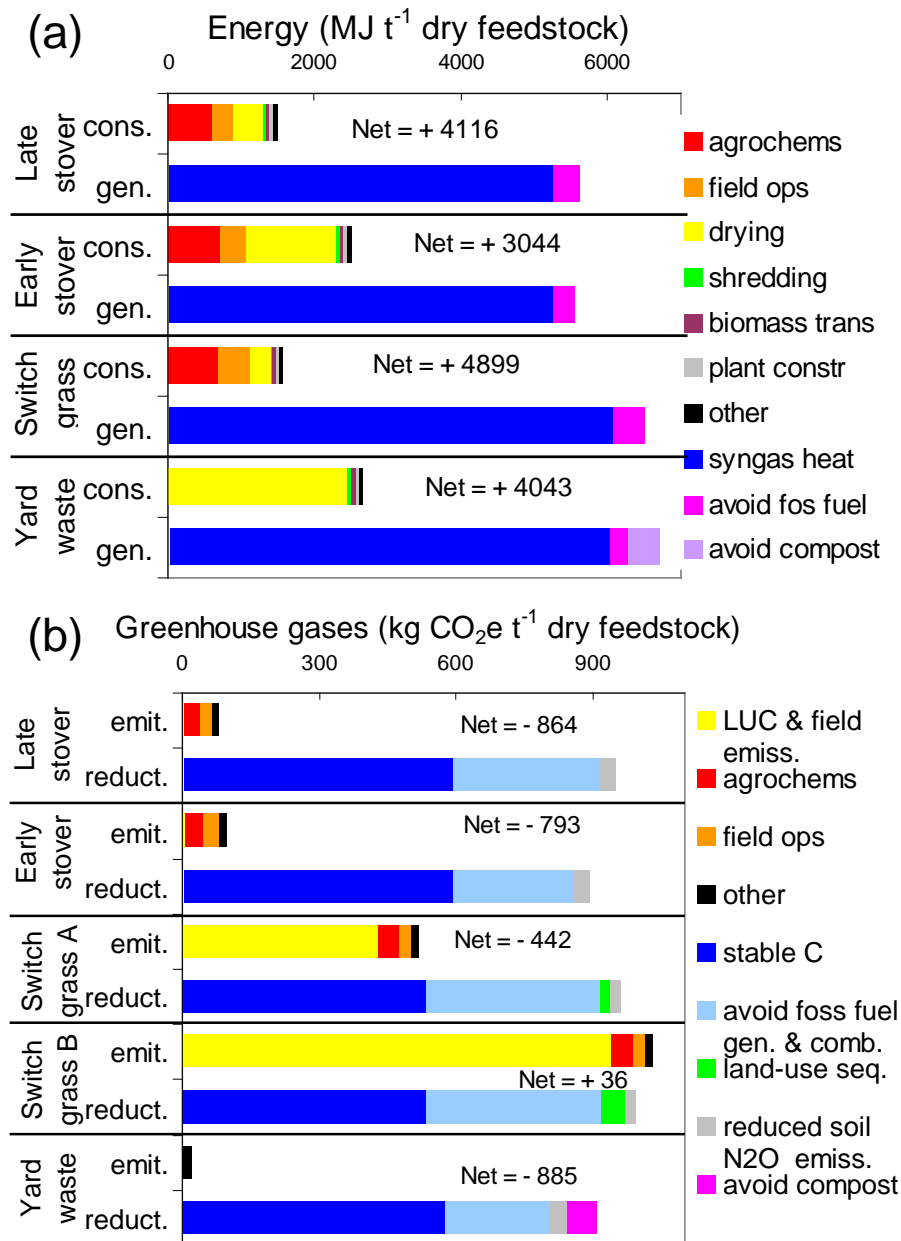 (a)
Energy (MJ t-1 dry feedstock)
0 2000 4000 6000
Late stover
cons.
Net = + 4116
gen.
Early stover
cons.
Net = + 3044
gen.
Switch grass
cons.
Net = + 4899
gen.
Yard waste
cons.
Net = + 4043
gen.
agrochems
field ops
drying
shredding
biomass trans
plant constr
other
syngas heat
avoid fos fuel
avoid compost
(b)
Greenhouse gases (kg CO2e t-1 dry feedstock)
0 300 600 900
Late stover
emit.
Net = - 864
reduct.
Early stover
emit.
Net = - 793
reduct.
Switch grass A
emit.
Net = - 442
reduct.
Switch grass B
emit.
Net = + 36
reduct.
Yard waste
emit.
Net = - 885
reduct.
LUC & field
emiss.
agrochems
field ops
other
stable C
avoid foss fuel
gen. & comb.
land-use seq.
reduced soil
N2O emiss.
avoid compost